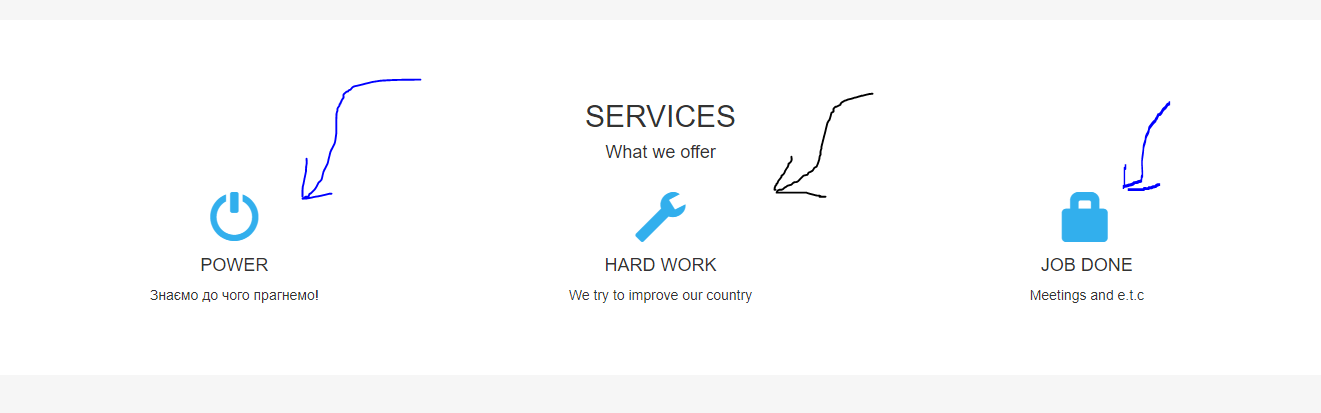 SERVICES
What we offer
POWER
Знаємо до чого прагнемо!
HARD WORK
We try to improve our country
JOB DONE
Meetings and e.t.c